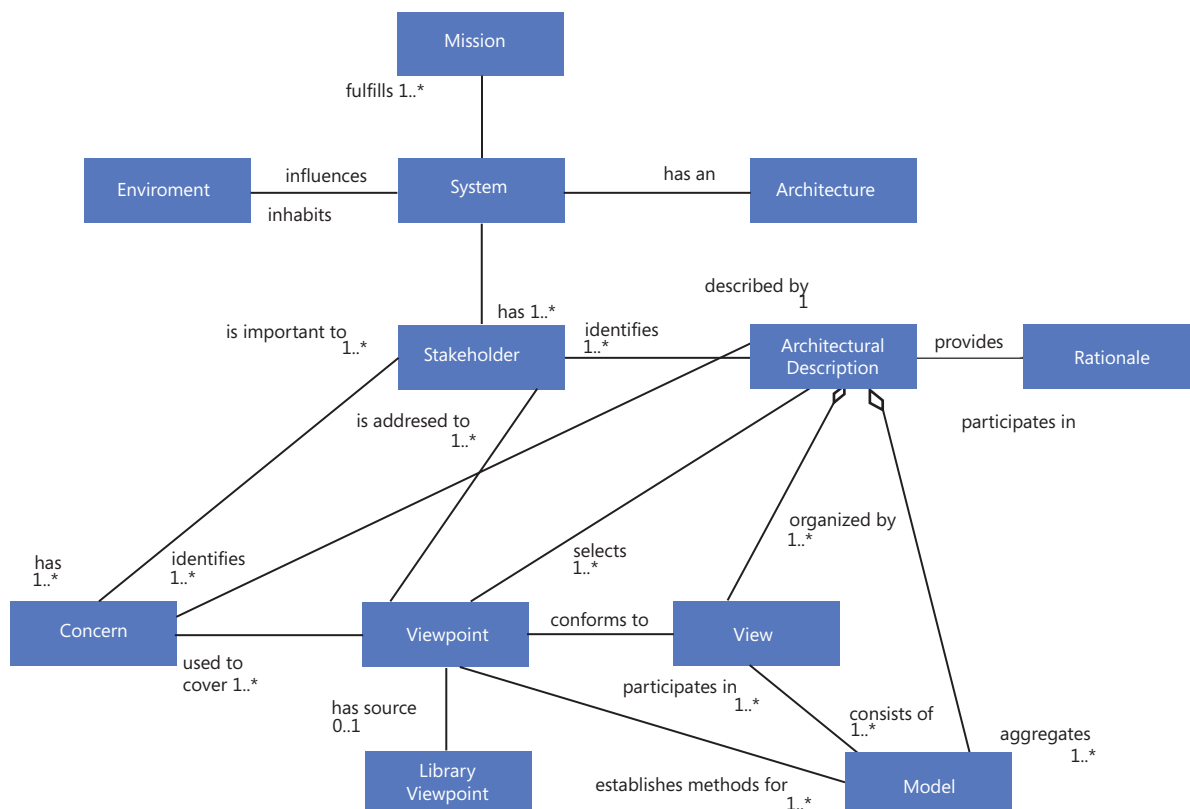 Mission
fulfills 1..*
Enviroment
influences
inhabits
System
has an
Architecture
described by
1
has 1..*
is important to
1..*
Stakeholder
identifies
1..*
Architectural
Description
provides
Rationale
is addresed to
1..*
participates in
organized by
1..*
has
1..*
identifies
1..*
selects
1..*
Concern
Viewpoint
conforms to
View
used to
cover 1..*
participates in
1..*
has source
0..1
consists of
1..*
aggregates
1..*
Library
Viewpoint
establishes methods for
1..*
Model